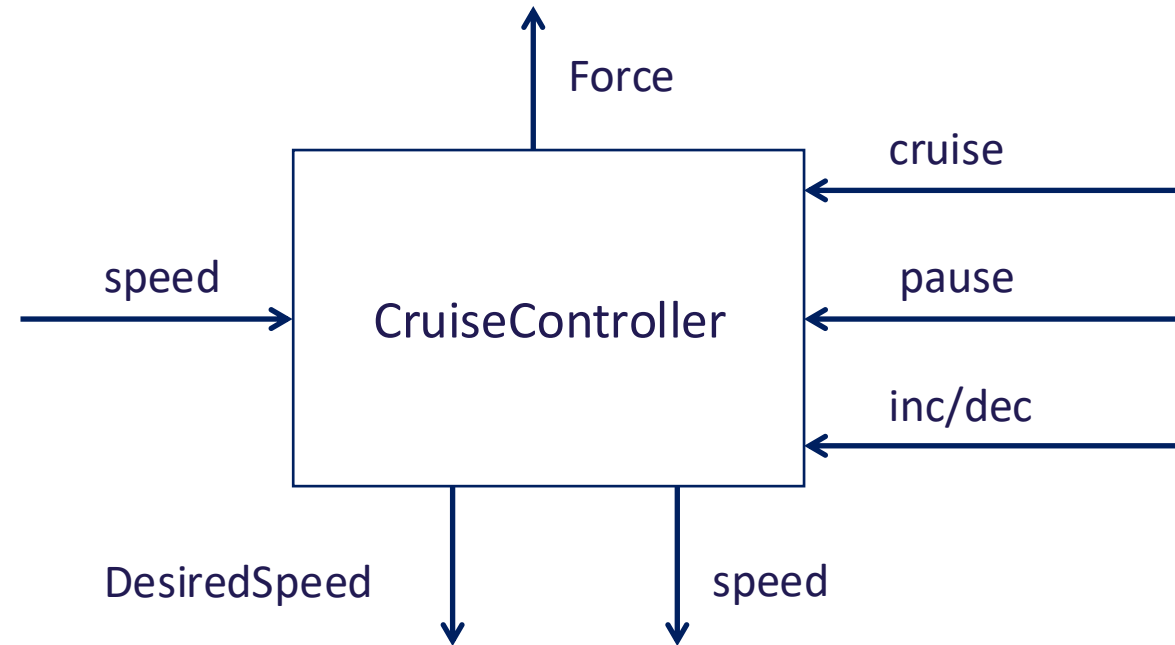 Force
cruise
speed
pause
CruiseController
inc/dec
DesiredSpeed
speed